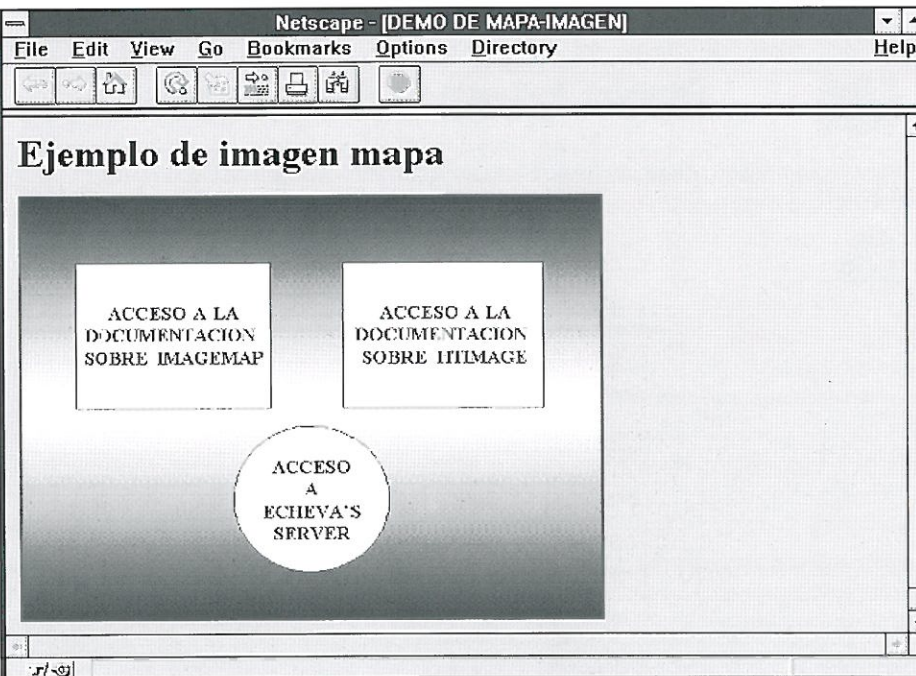 Netscape - [DEMO DE MAPA-IMAGEN]
File Edit View Go Bookmarks Options Directory Help
Ejemplo de imagen mapa
ACCESO A LA
DOCUMENTACION
SOBRE IMAGEMAP
ACCESO A LA
DOCUMENTACION
SOBRE HTIMAGE
ACCESO
A
ECHEVA'S
SERVER